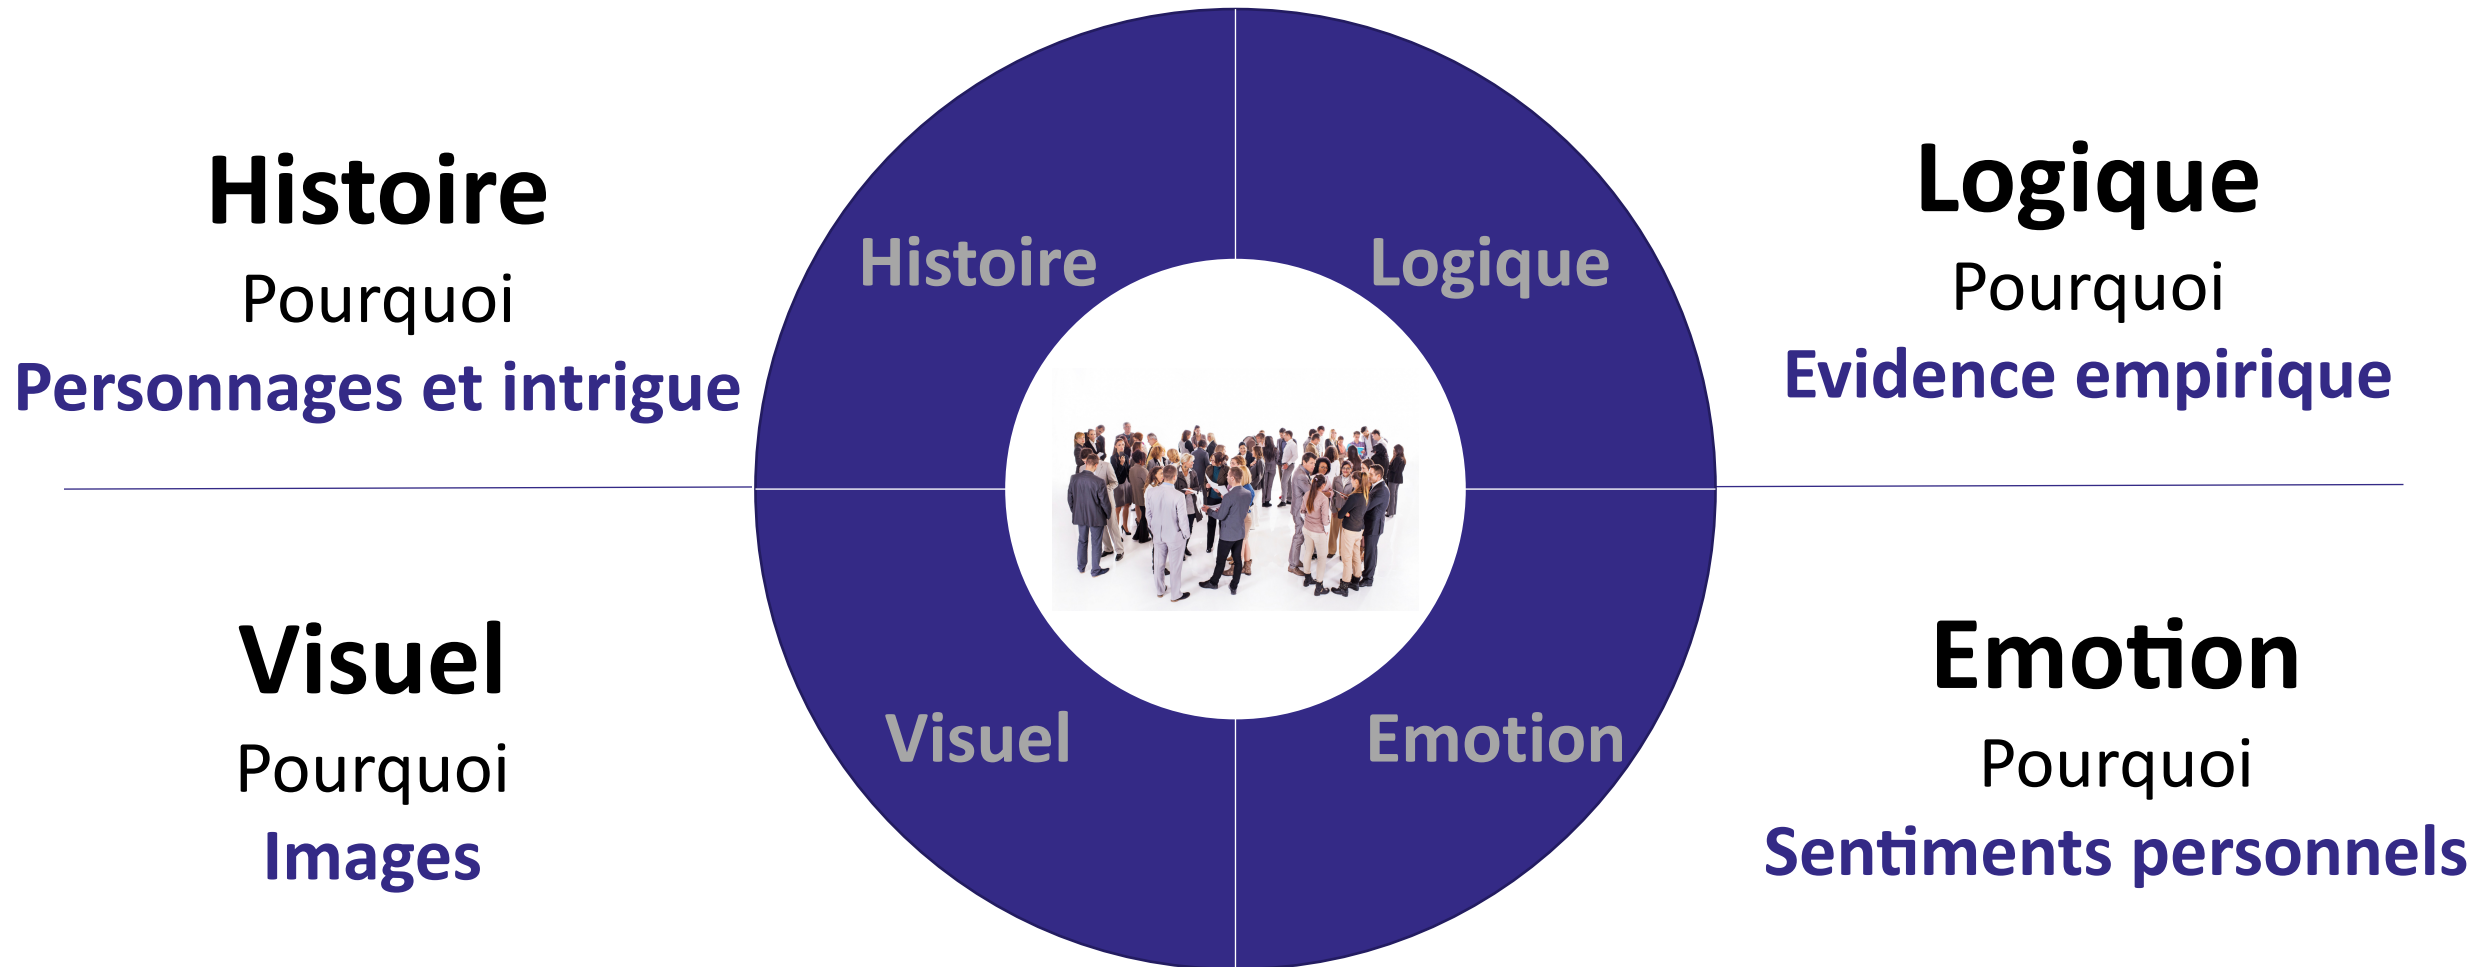 Histoire
Pourquoi
Personnages et intrigue
Logique
Pourquoi
Evidence empirique
Histoire
Logique
Visuel
Emotion
Visuel
Pourquoi
Images
Emotion
Pourquoi
Sentiments personnels